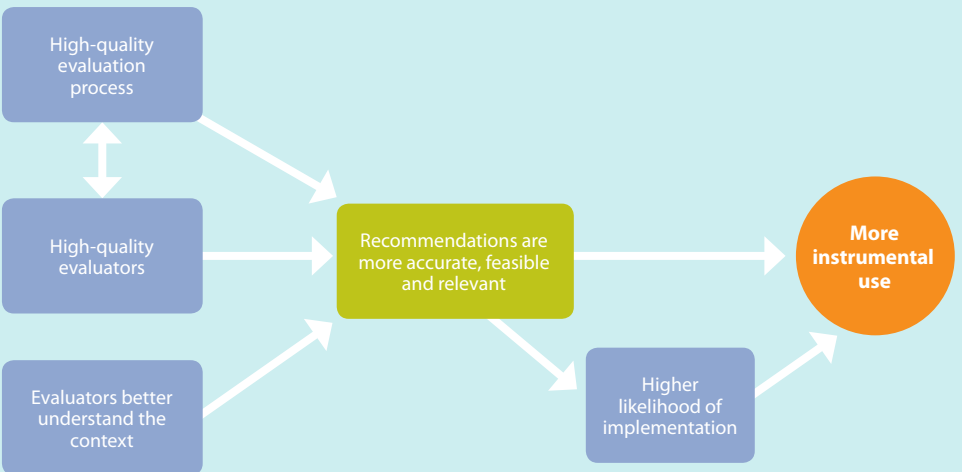 High-quality
evaluation
process
High-quality
evaluators
Evaluators better
understand the
context
Recommendations are
more accurate, feasible
and relevant
Higher
likelihood of
implementation
More
instrumental
use